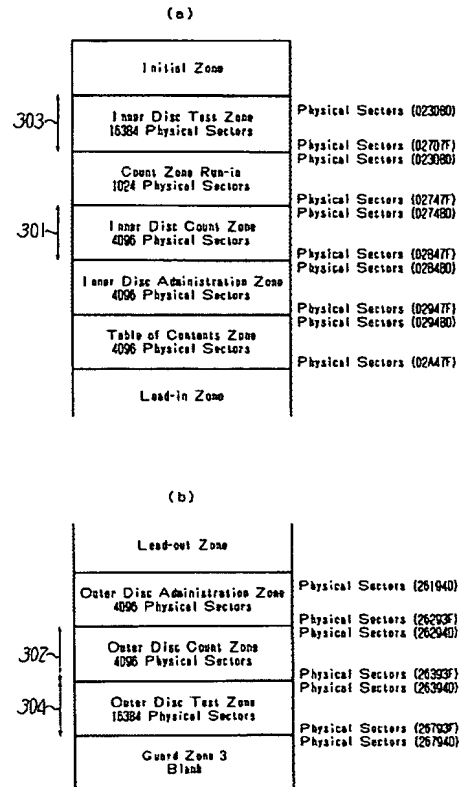 (a)
Initial Zone
303
Inner Disc Test Zone
16384 Physical Sectors
Physical Sectors (023080)
Physical Sectors (02707F)
Physical Sectors (023080)
Count Zone Run-in
1024 Physical Sectors
Physical Sectors (02747F)
Physical Sectors (027480)
301
Inner Disc Count Zone
4096 Physical Sectors
Physical Sectors (02847F)
Physical Sectors (028480)
Inner Disc Administration Zone
4096 Physical Sectors
Physical Sectors (02947F)
Physical Sectors (029480)
Table of Contents Zone
4096 Physical Sectors
Physical Sectors (02A47F)
Lead-in Zone
(b)
Lead-out Zone
Outer Disc Administration Zone
4096 Physical Sectors
Physical Sectors (261940)
Physical Sectors (26293F)
Physical Sectors (262940)
302
Outer Disc Count Zone
4096 Physical Sectors
Physical Sectors (26393F)
Physical Sectors (263940)
304
Outer Disc Test Zone
16384 Physical Sectors
Physical Sectors (26793F)
Physical Sectors (267940)
Guard Zone 3
Blank